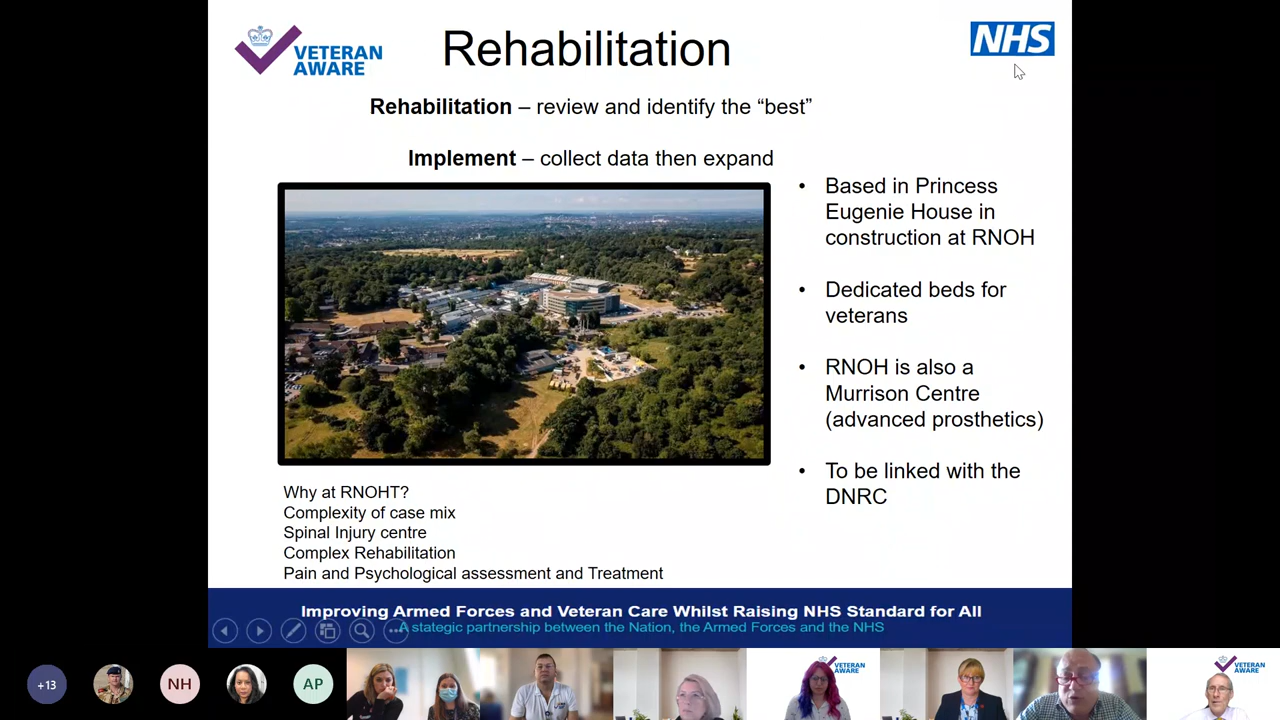 VETERAN
AWARE
Rehabilitation
NHS
Rehabilitation – review and identify the “best”
Implement – collect data then expand
• Based in Princess
Eugenie House in
construction at RNOH
• Dedicated beds for
veterans
• RNOH is also a
Murrison Centre
(advanced prosthetics)
• To be linked with the
DNRC
Why at RNOHT?
Complexity of case mix
Spinal Injury centre
Complex Rehabilitation
Pain and Psychological assessment and Treatment
Improving Armed Forces and Veteran Care Whilst Raising NHS Standard for All
A stategic partnership between the Nation, the Armed Forces and the NHS
+13
NH
AP
VETERAN
AWARE
VETERAN
AWARE